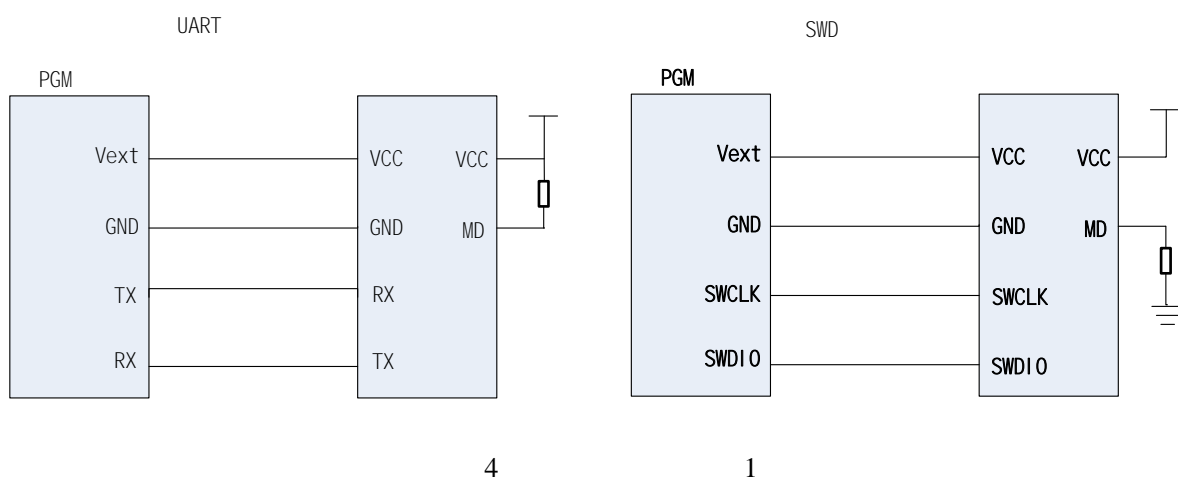 UART
SWD
PGM
Vext
GND
TX
RX
VCC
GND
RX
TX
VCC
MD
PGM
Vext
GND
SWCLK
SWDIO
VCC
GND
SWCLK
SWDIO
VCC
MD
4 1